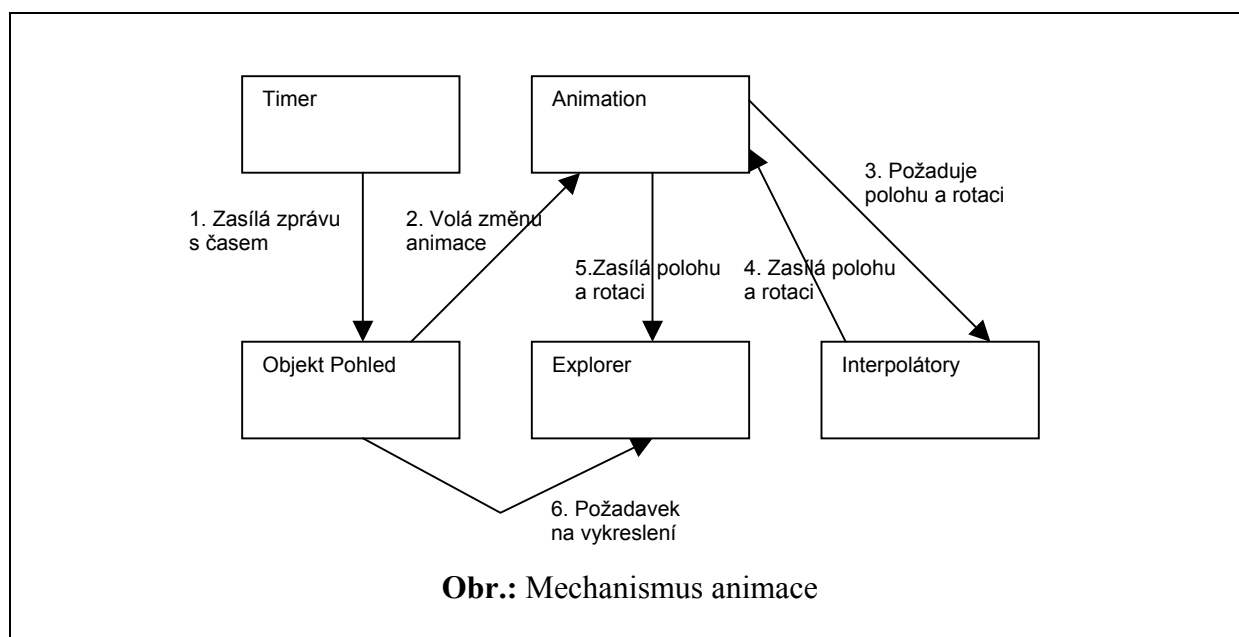 Timer
Animation
1. Zasílá zprávu
s časem
2. Volá změnu
animace
3. Požaduje
polohu a rotaci
5.Zasílá polohu
a rotaci
4. Zasílá polohu
a rotaci
Objekt Pohled
Explorer
Interpolátory
6. Požadavek
na vykreslení
Obr.: Mechanismus animace